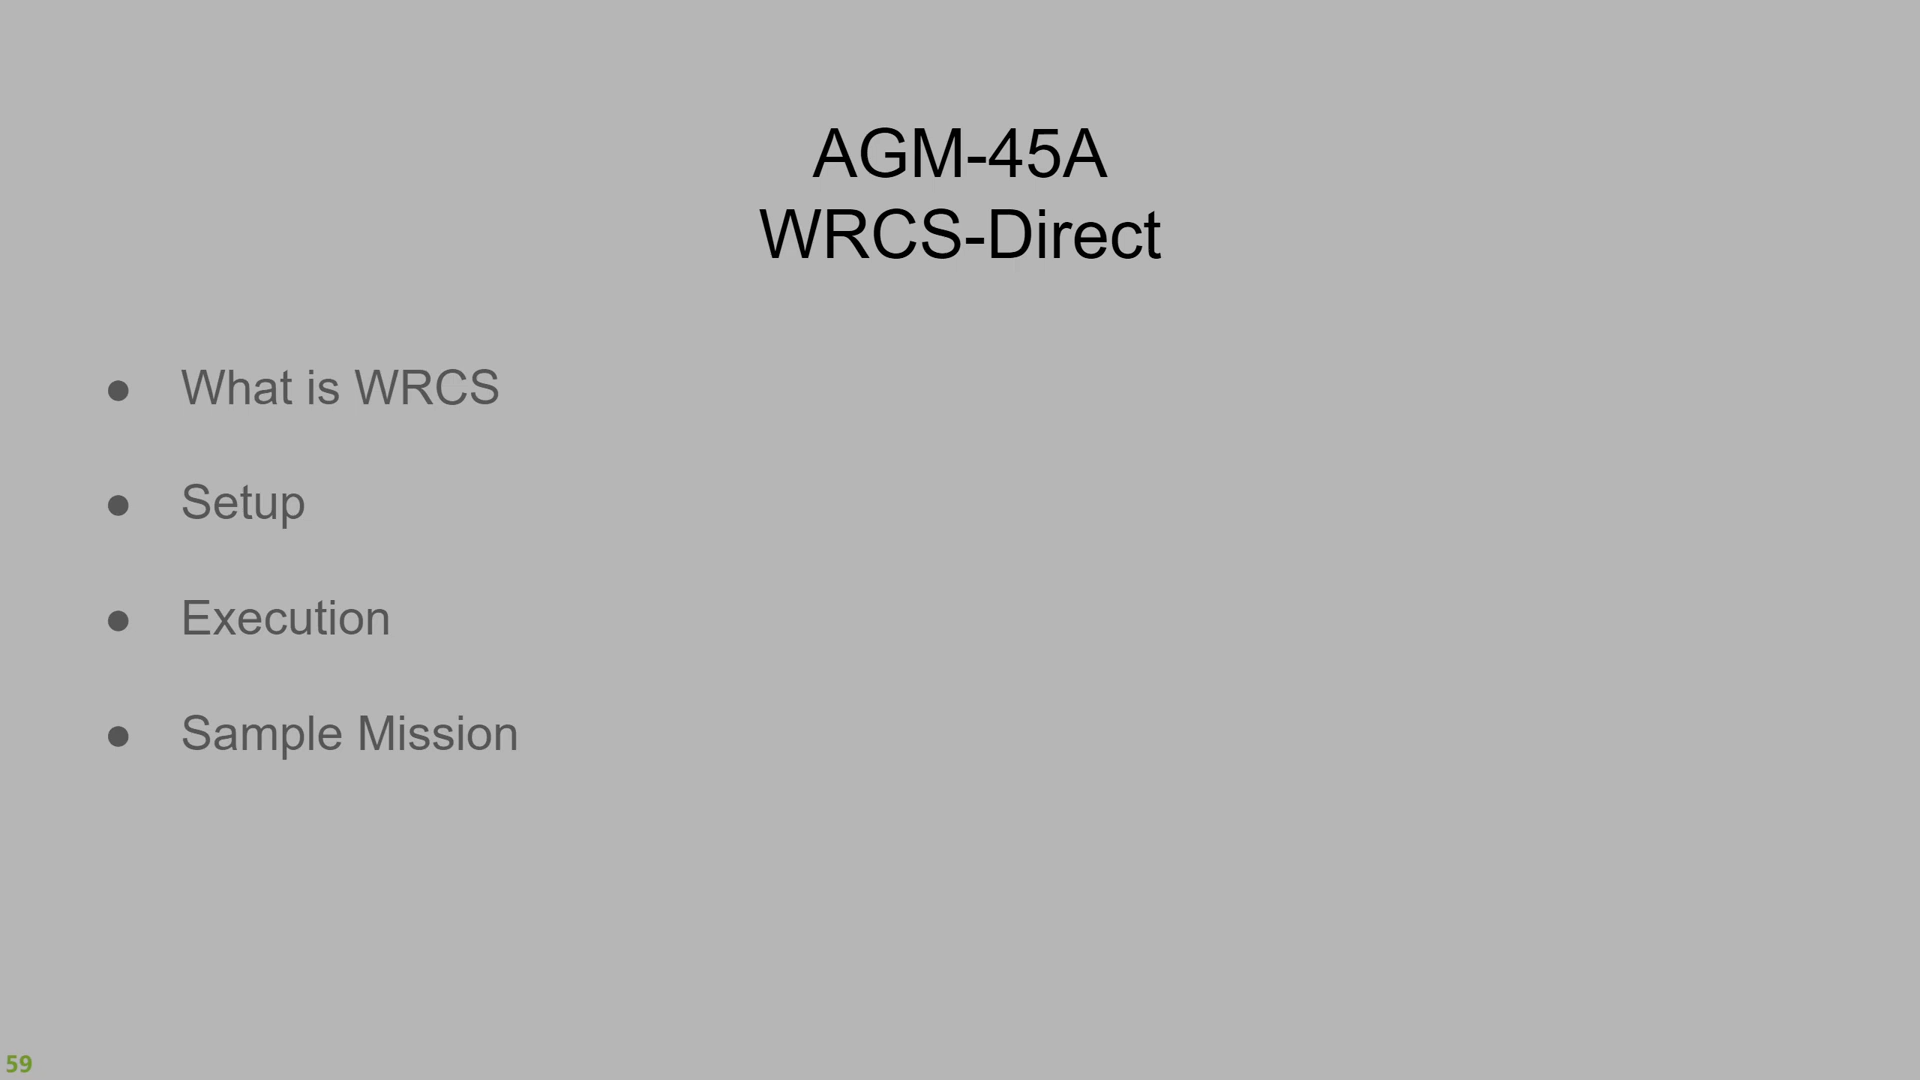 AGM-45A
WRCS-Direct
● What is WRCS
● Setup
● Execution
● Sample Mission
59